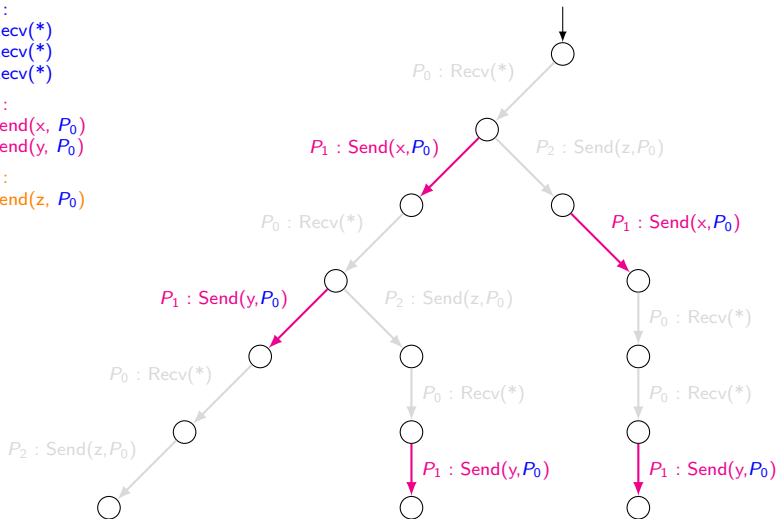 :
ecv(*)
ecv(*)
ecv(*)
:
end(x, P₀)
end(y, P₀)
:
end(z, P₀)
P₀ : Recv(*)
P₁ : Send(x,P₀)
P₂ : Send(z,P₀)
P₀ : Recv(*)
P₁ : Send(x,P₀)
P₁ : Send(y,P₀)
P₂ : Send(z,P₀)
P₀ : Recv(*)
P₀ : Recv(*)
P₀ : Recv(*)
P₀ : Recv(*)
P₂ : Send(z,P₀)
P₁ : Send(y,P₀)
P₁ : Send(y,P₀)